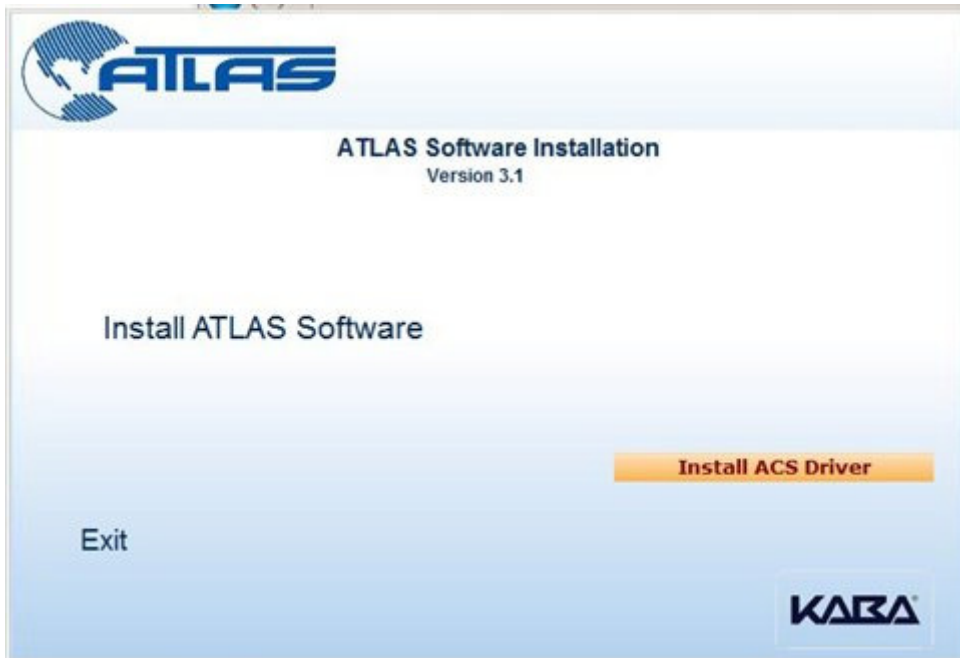 ATLAS
ATLAS Software Installation
Version 3.1
Install ATLAS Software
Install ACS Driver
Exit
KABA